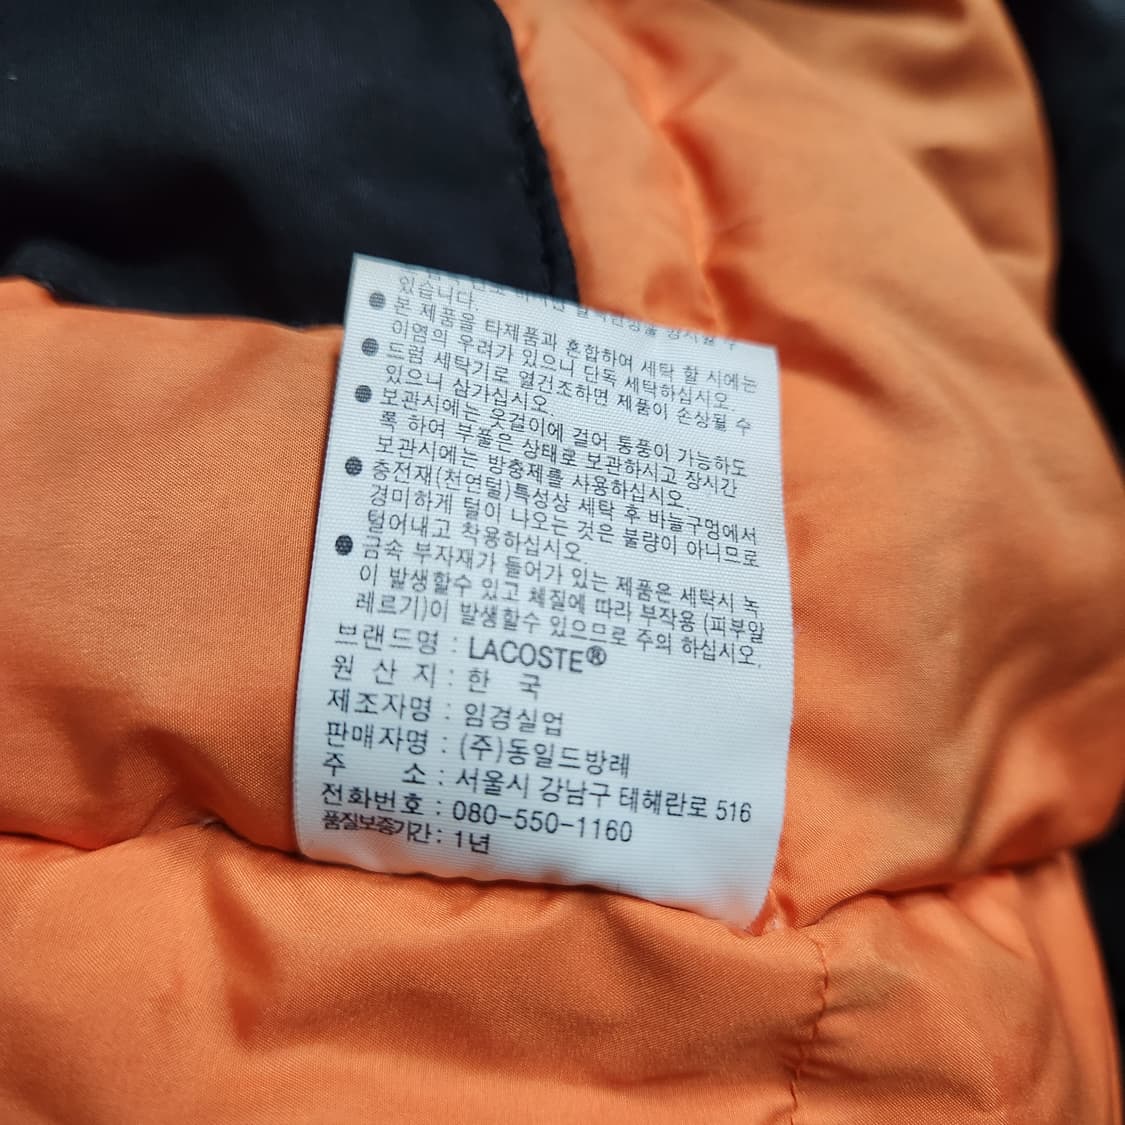 있습니다.
● 본 제품을 타제품과 혼합하여 세탁 할 시에는
이염의 우려가 있으니 단독 세탁하십시오.
● 드럼 세탁기로 열건조하면 제품이 손상될 수
있으니 삼가십시오.
● 보관시에는 옷걸이에 걸어 통풍이 가능하도
록 하여 부풀은 상태로 보관하시고 장시간
보관시에는 방충제를 사용하십시오.
● 충전재(천연털)특성상 세탁 후 바늘구멍에서
경미하게 털이 나오는 것은 불량이 아니므로
털어내고 착용하십시오.
● 금속 부자재가 들어가 있는 제품은 세탁시 녹
이 발생할수 있고 체질에 따라 부작용 (피부알
레르기)이 발생할수 있으므로 주의 하십시오.
브랜드명 : LACOSTE®
원 산 지 : 한 국
제조자명 : 임경실업
판매자명 : (주)동일드방레
주 소 : 서울시 강남구 테헤란로 516
전화번호 : 080-550-1160
품질보증기간 : 1년